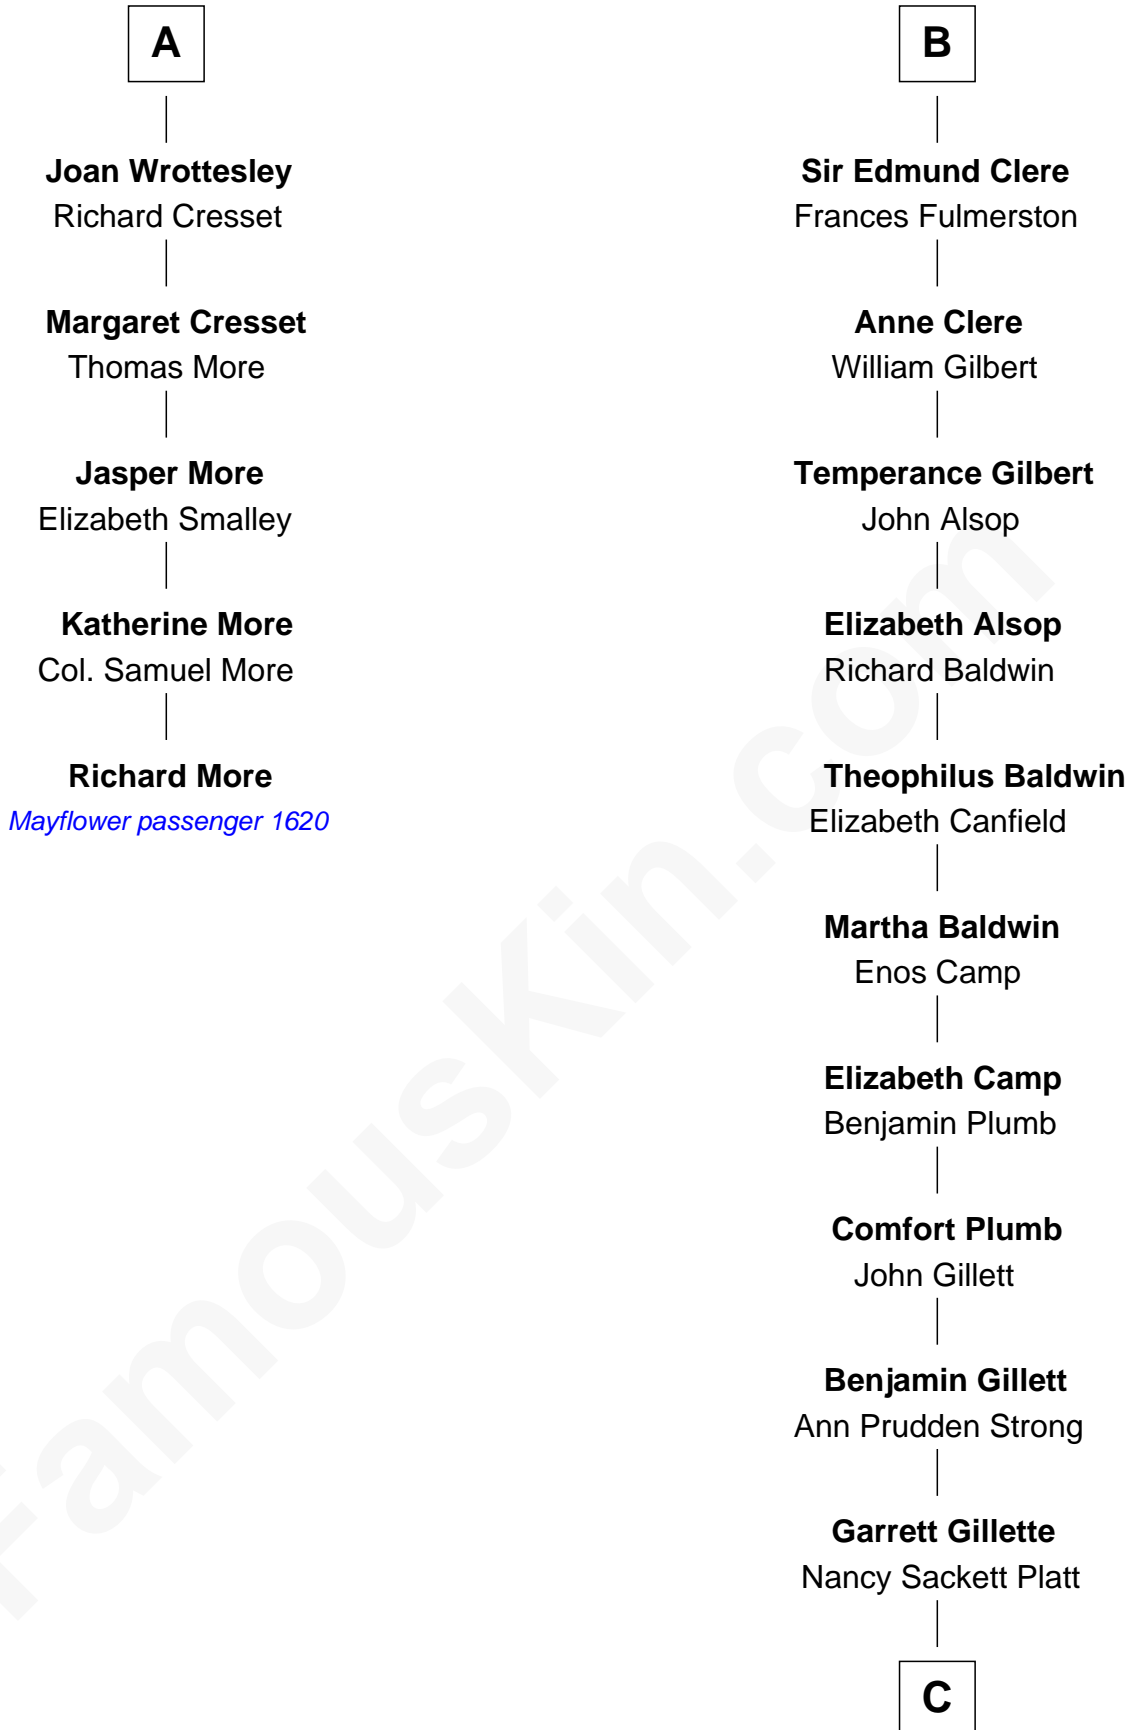 A
Joan Wrottesley
Richard Cresset
Margaret Cresset
Thomas More
Jasper More
Elizabeth Smalley
Katherine More
Col. Samuel More
Richard More
Mayflower passenger 1620
B
Sir Edmund Clere
Frances Fulmerston
Anne Clere
William Gilbert
Temperance Gilbert
John Alsop
Elizabeth Alsop
Richard Baldwin
Theophilus Baldwin
Elizabeth Canfield
Martha Baldwin
Enos Camp
Elizabeth Camp
Benjamin Plumb
Comfort Plumb
John Gillett
Benjamin Gillett
Ann Prudden Strong
Garrett Gillette
Nancy Sackett Platt
C
FamousKin.com